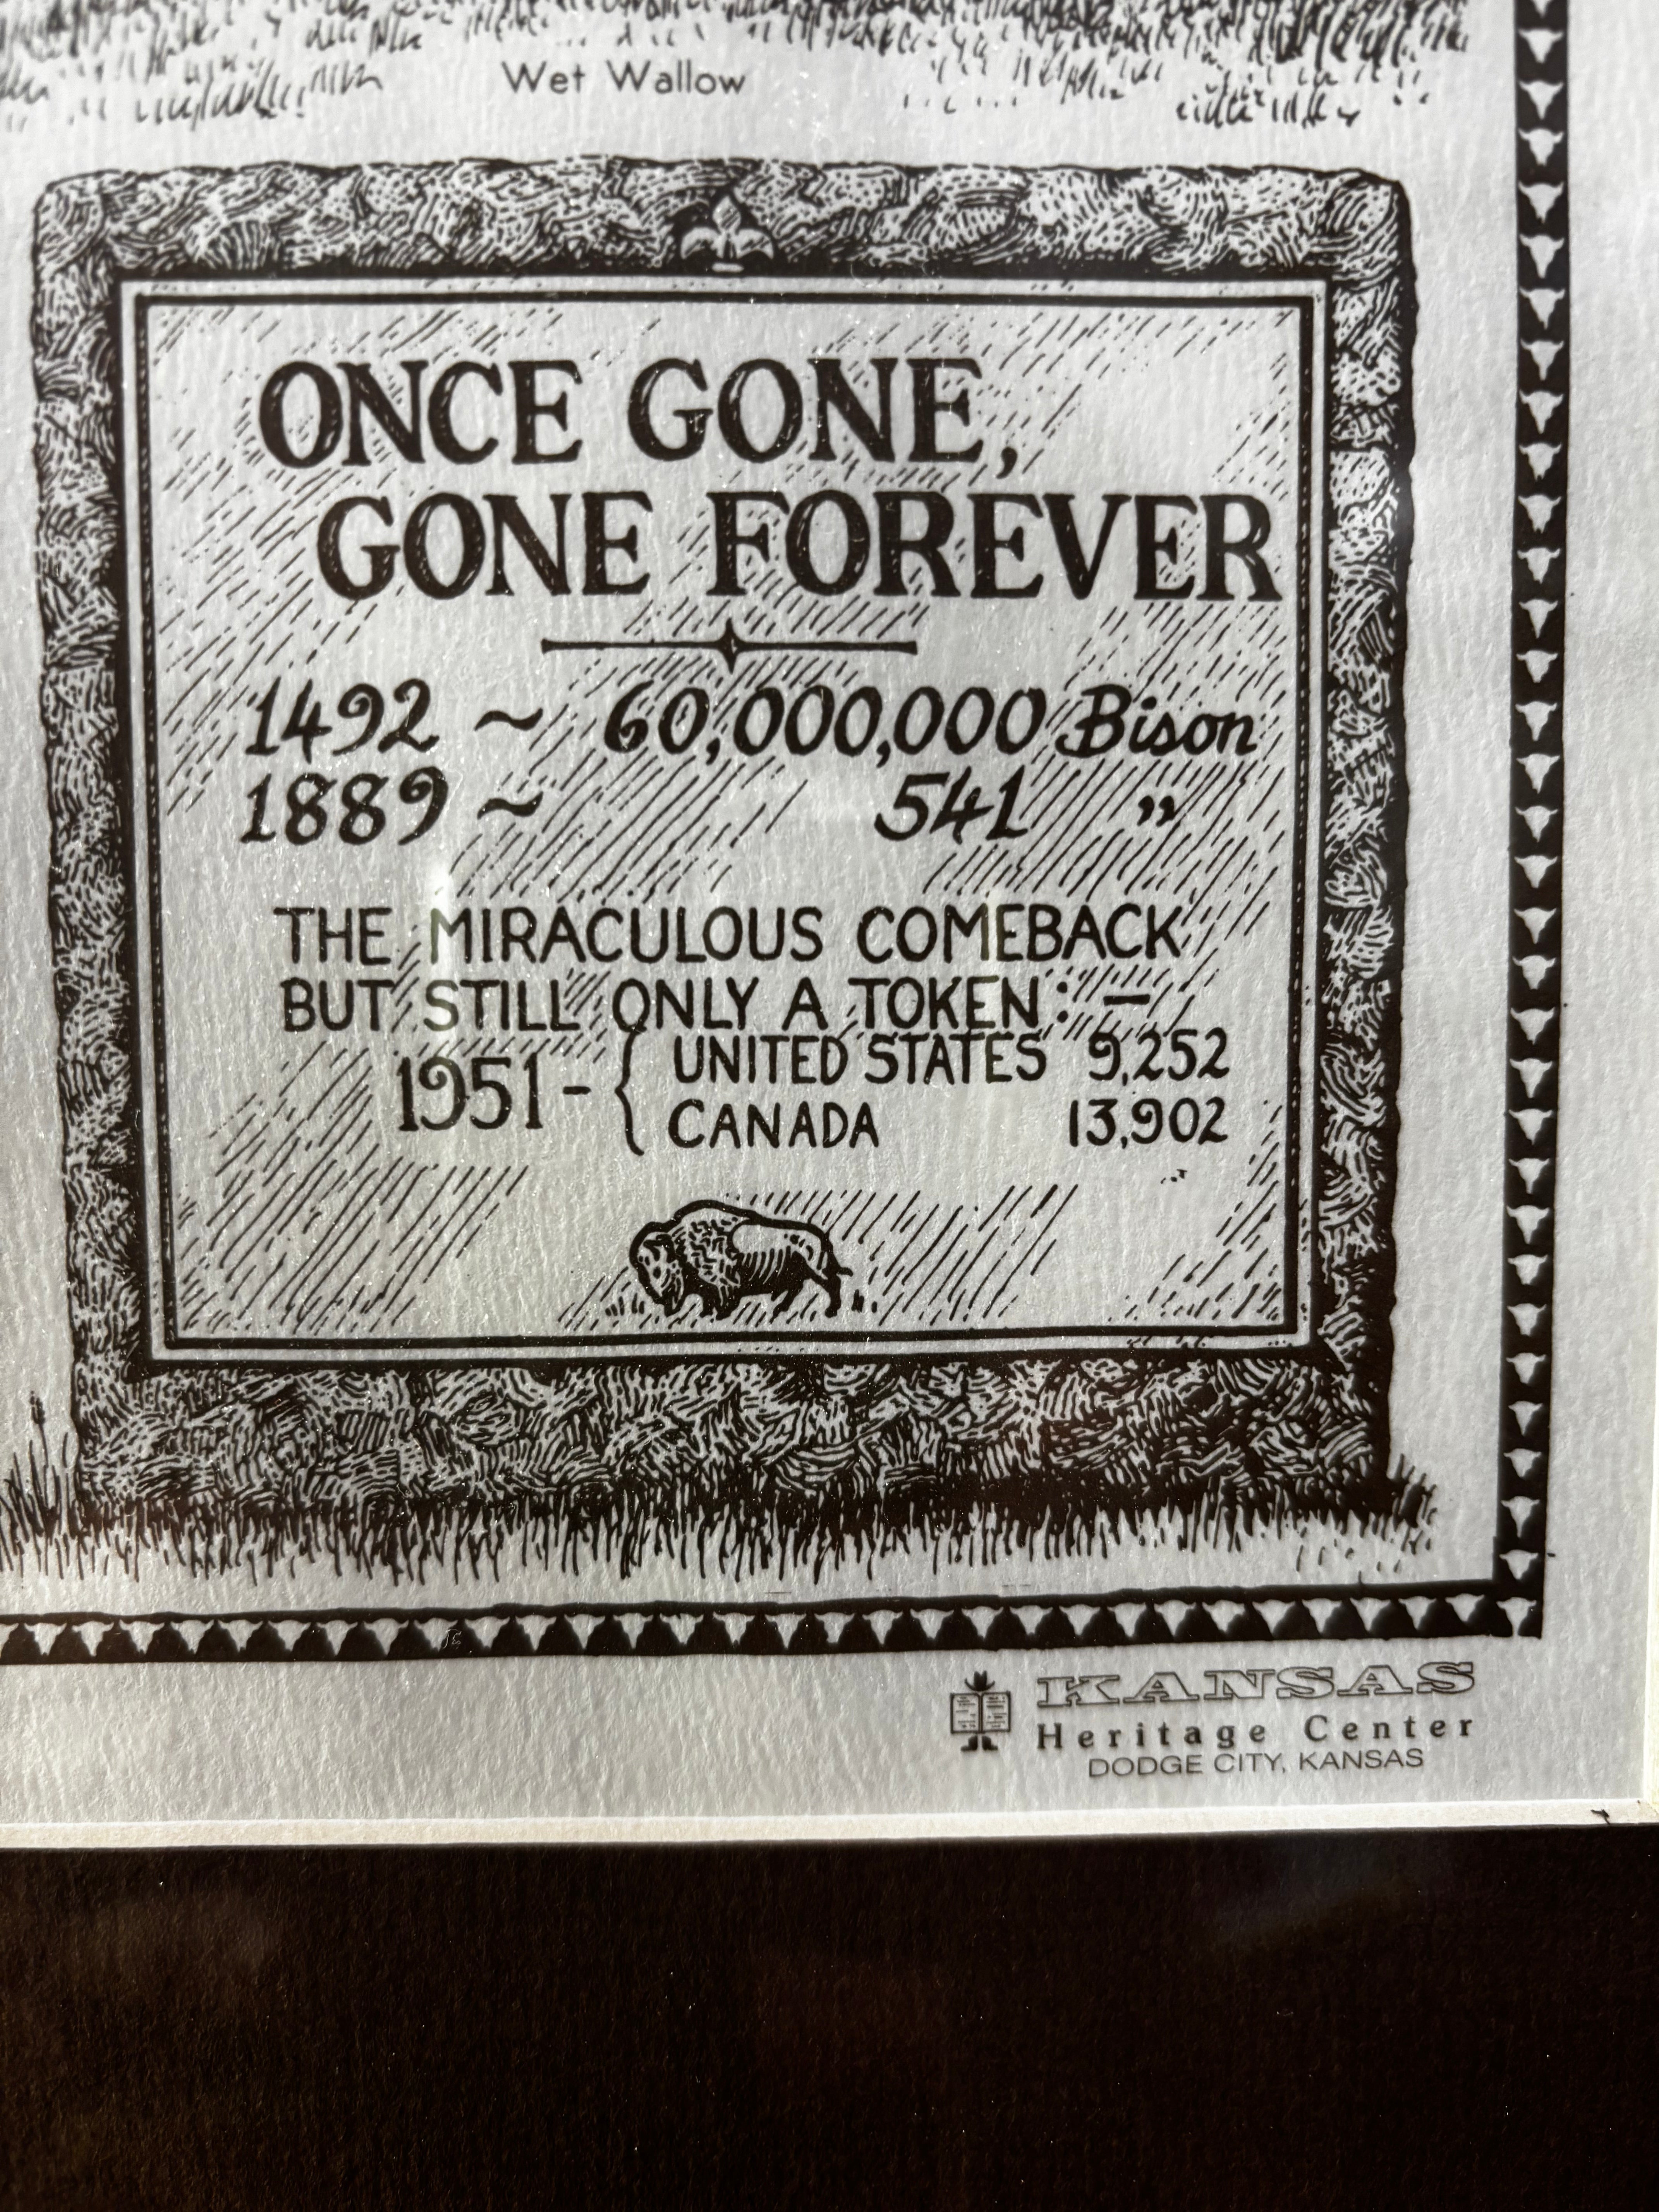 Wet Wallow
ONCE GONE,
GONE FOREVER
1492 ~ 60,000,000 Bison
1889 ~ 541 "
THE MIRACULOUS COMEBACK
BUT STILL ONLY A TOKEN:—
1951- { UNITED STATES 9,252
CANADA 13,902
KANSAS
Heritage Center
DODGE CITY, KANSAS